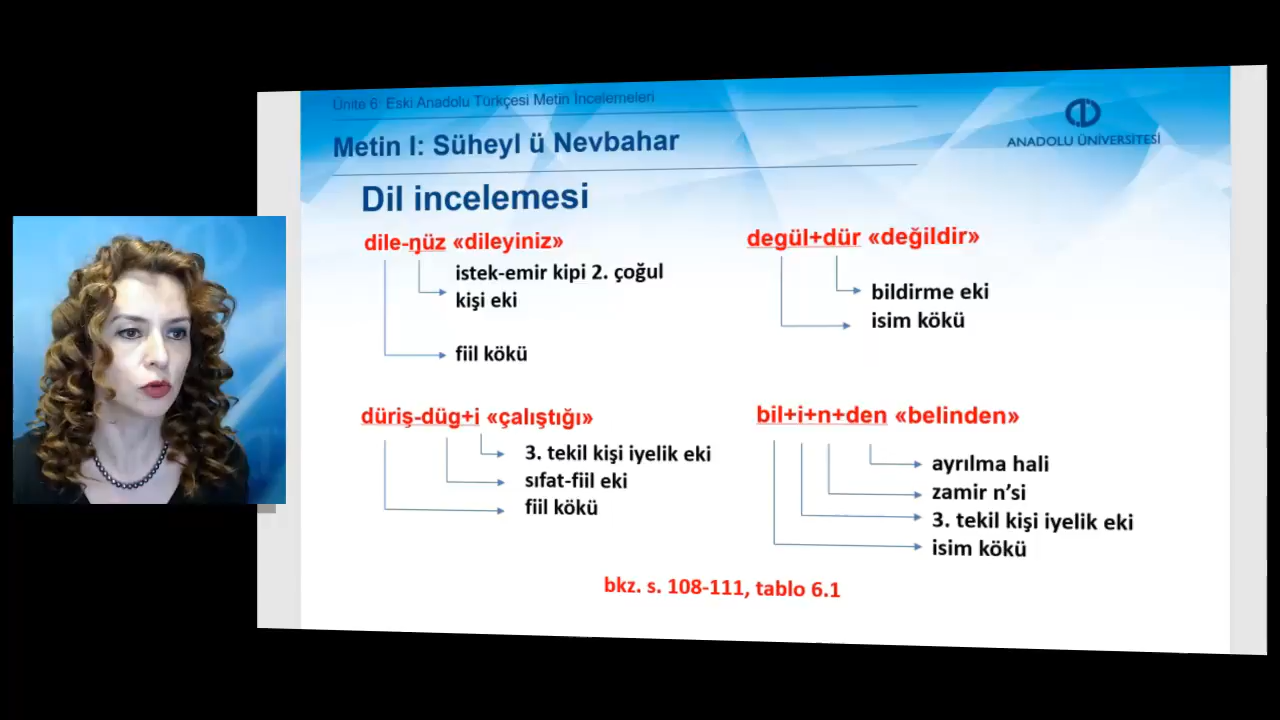 Ünite 6: Eski Anadolu Türkçesi Metin İncelemeleri
ANADOLU ÜNİVERSİTESİ
Metin I: Süheyl ü Nevbahar
Dil incelemesi
dile-ŋüz «dileyiniz»
istek-emir kipi 2. çoğul
kişi eki
fiil kökü
degül+dür «değildir»
bildirme eki
isim kökü
düriş-düg+i «çalıştığı»
3. tekil kişi iyelik eki
sıfat-fiil eki
fiil kökü
bil+i+n+den «belinden»
ayrılma hali
zamir n’si
3. tekil kişi iyelik eki
isim kökü
bkz. s. 108-111, tablo 6.1